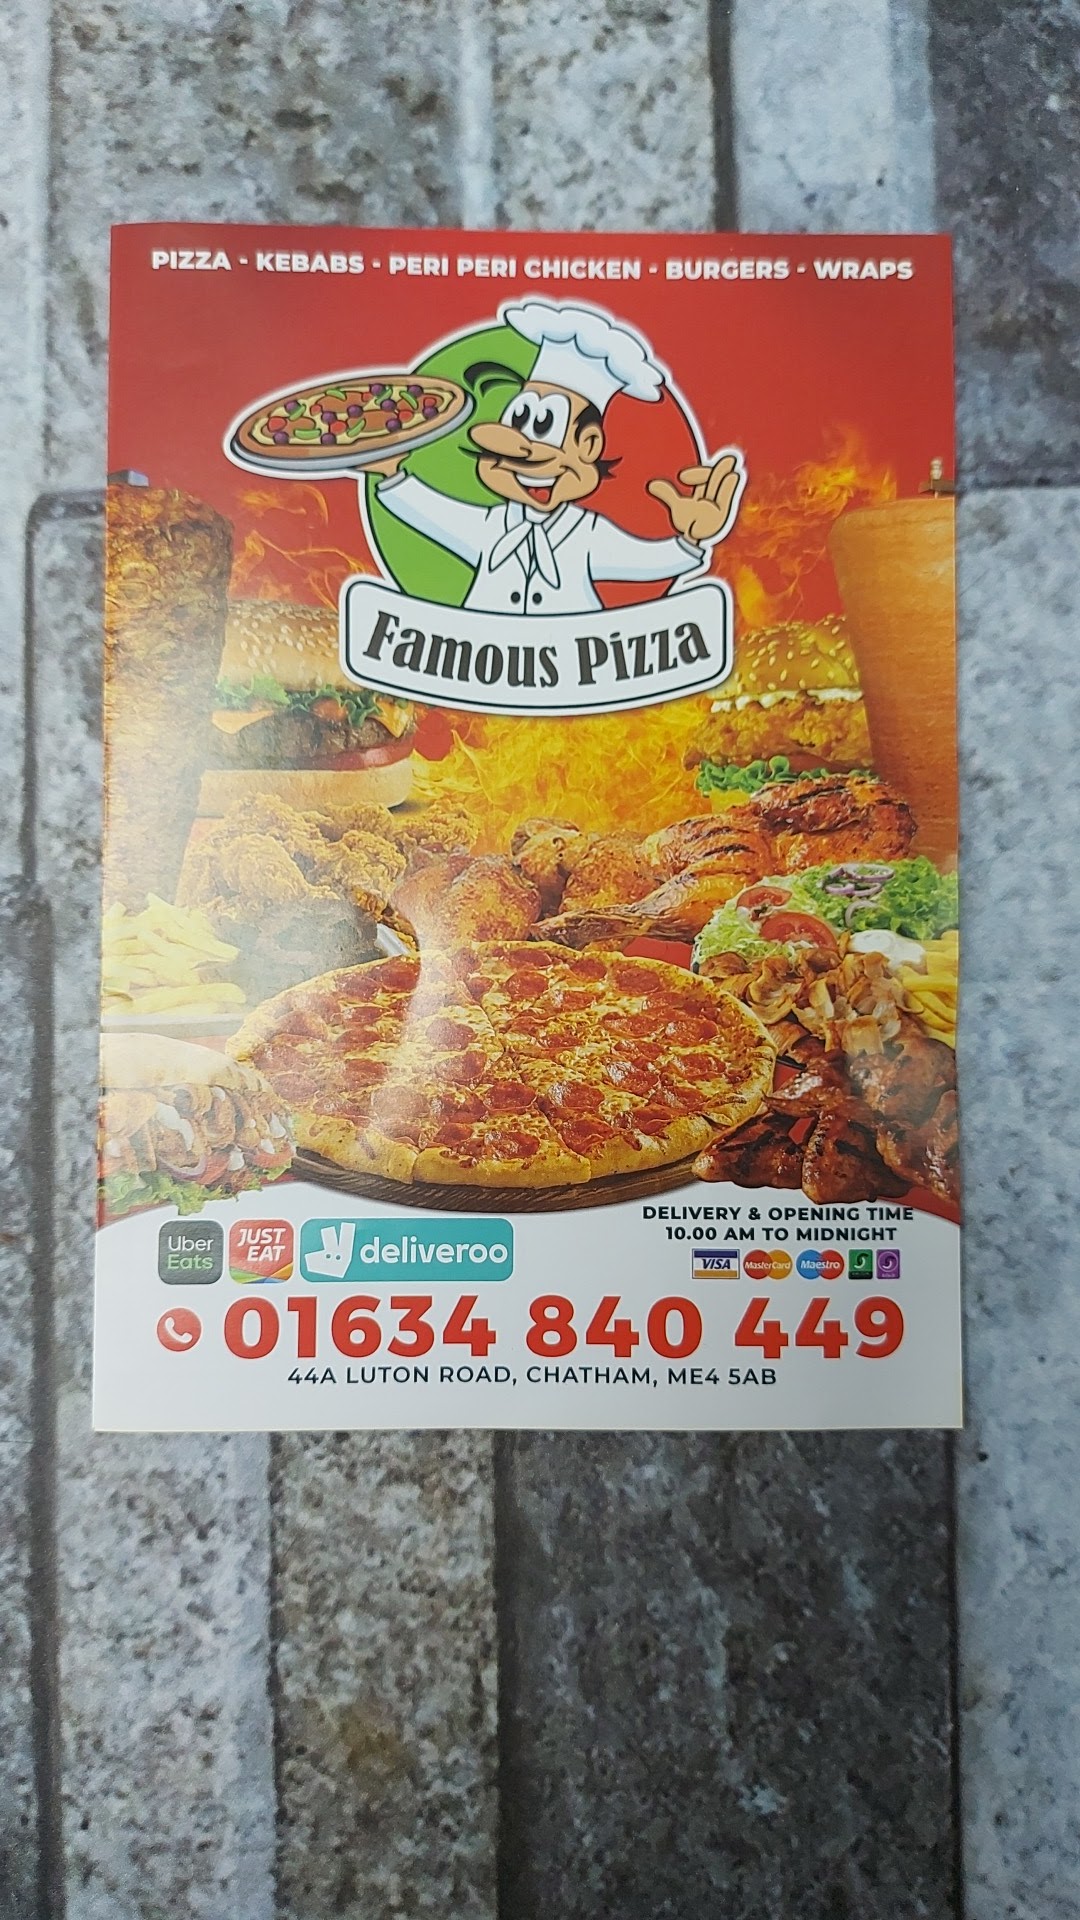 PIZZA - KEBABS - PERI PERI CHICKEN - BURGERS - WRAPS
Famous Pizza
DELIVERY & OPENING TIME
10.00 AM TO MIDNIGHT
Uber
Eats
JUST
EAT
deliveroo
VISA MasterCard Maestro
01634 840 449
44A LUTON ROAD, CHATHAM, ME4 5AB